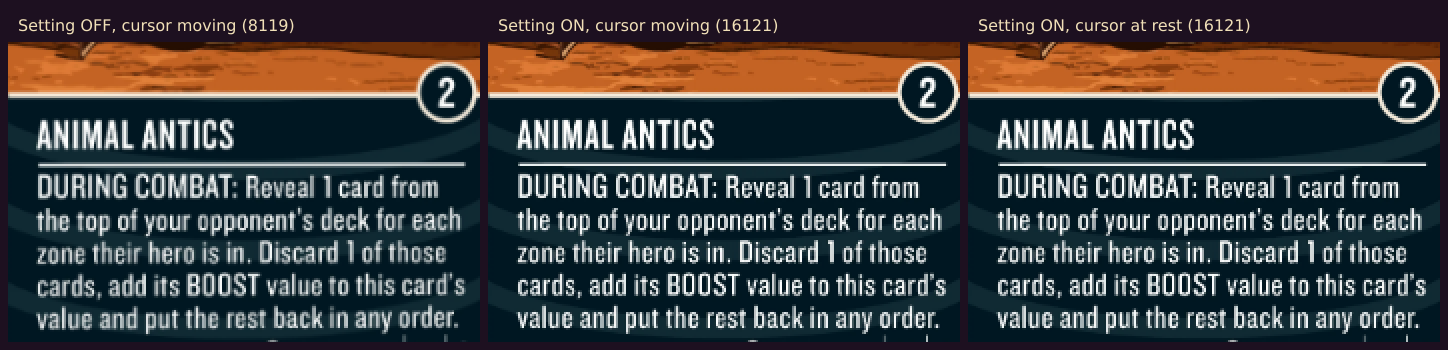 Setting OFF, cursor moving (8119)
2
ANIMAL ANTICS
DURING COMBAT: Reveal 1 card from
the top of your opponent's deck for each
zone their hero is in. Discard 1 of those
cards, add its BOOST value to this card's
value and put the rest back in any order.
Setting ON, cursor moving (16121)
2
ANIMAL ANTICS
DURING COMBAT: Reveal 1 card from
the top of your opponent's deck for each
zone their hero is in. Discard 1 of those
cards, add its BOOST value to this card's
value and put the rest back in any order.
Setting ON, cursor at rest (16121)
2
ANIMAL ANTICS
DURING COMBAT: Reveal 1 card from
the top of your opponent's deck for each
zone their hero is in. Discard 1 of those
cards, add its BOOST value to this card's
value and put the rest back in any order.